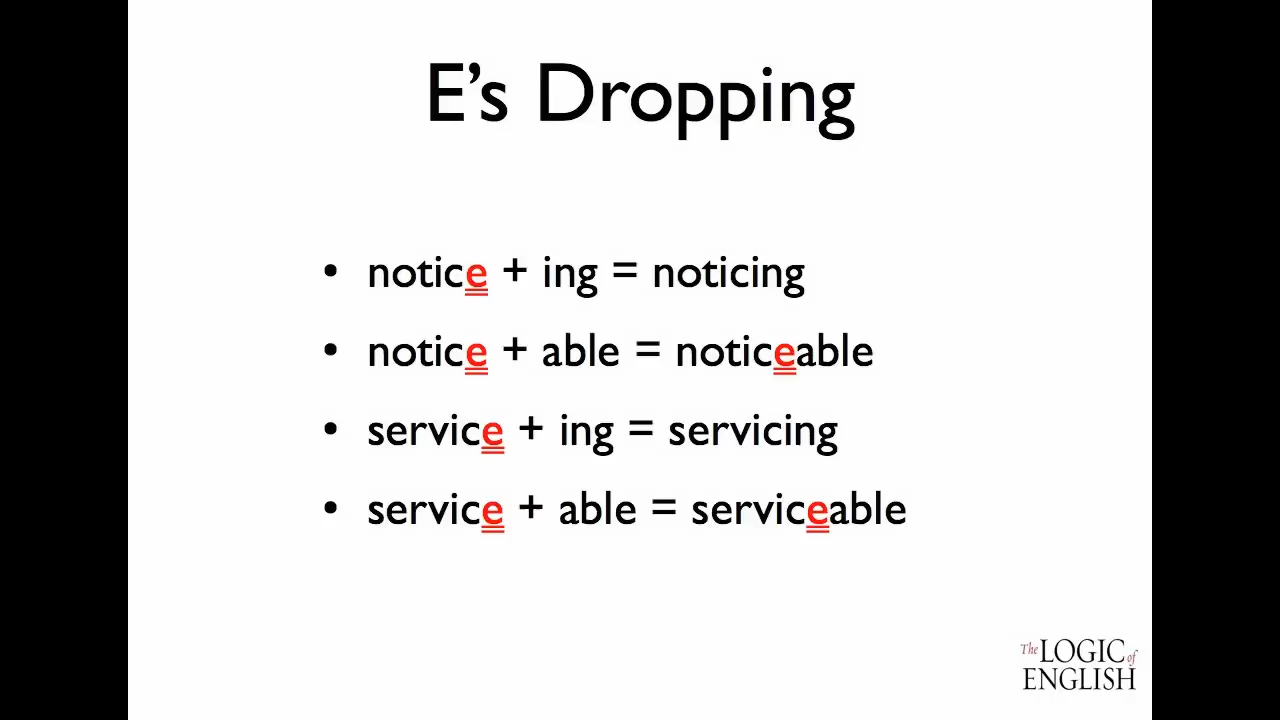 E’s Dropping
• notice + ing = noticing
• notice + able = noticeable
• service + ing = servicing
• service + able = serviceable
The LOGIC of
ENGLISH